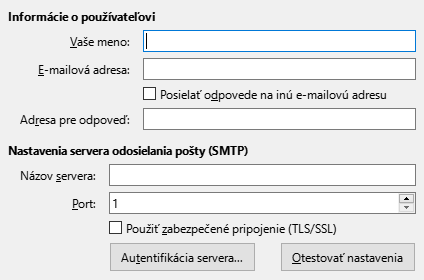 Informácie o používateľovi
Vaše meno:
E-mailová adresa:
Posielať odpovede na inú e-mailovú adresu
Adresa pre odpoveď:
Nastavenia servera odosielania pošty (SMTP)
Názov servera:
Port: 1
Použiť zabezpečené pripojenie (TLS/SSL)
Autentifikácia servera... Otestovať nastavenia